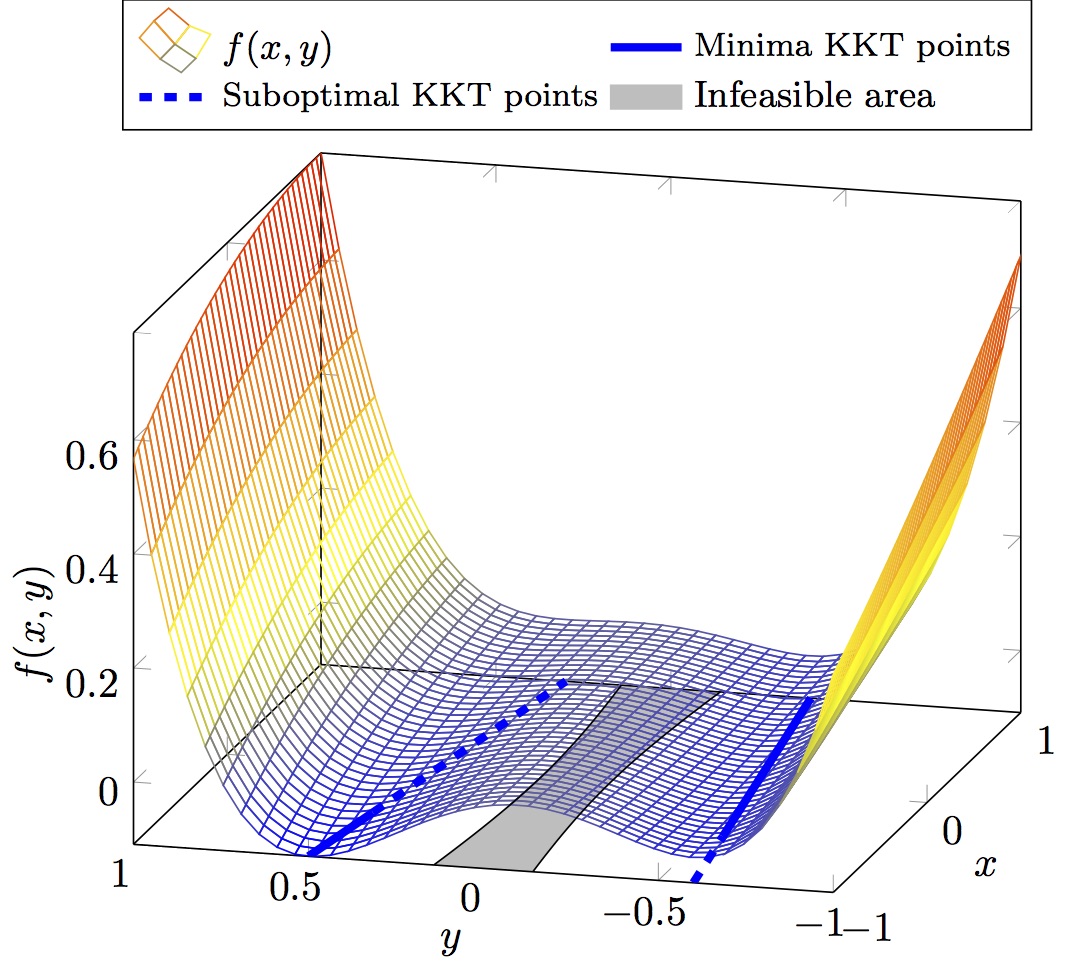 f(x, y)
Minima KKT points
Suboptimal KKT points
Infeasible area
0.6
0.4
0.2
0
f(x, y)
1
0.5
0
−0.5
−1
y
−1
0
1
x